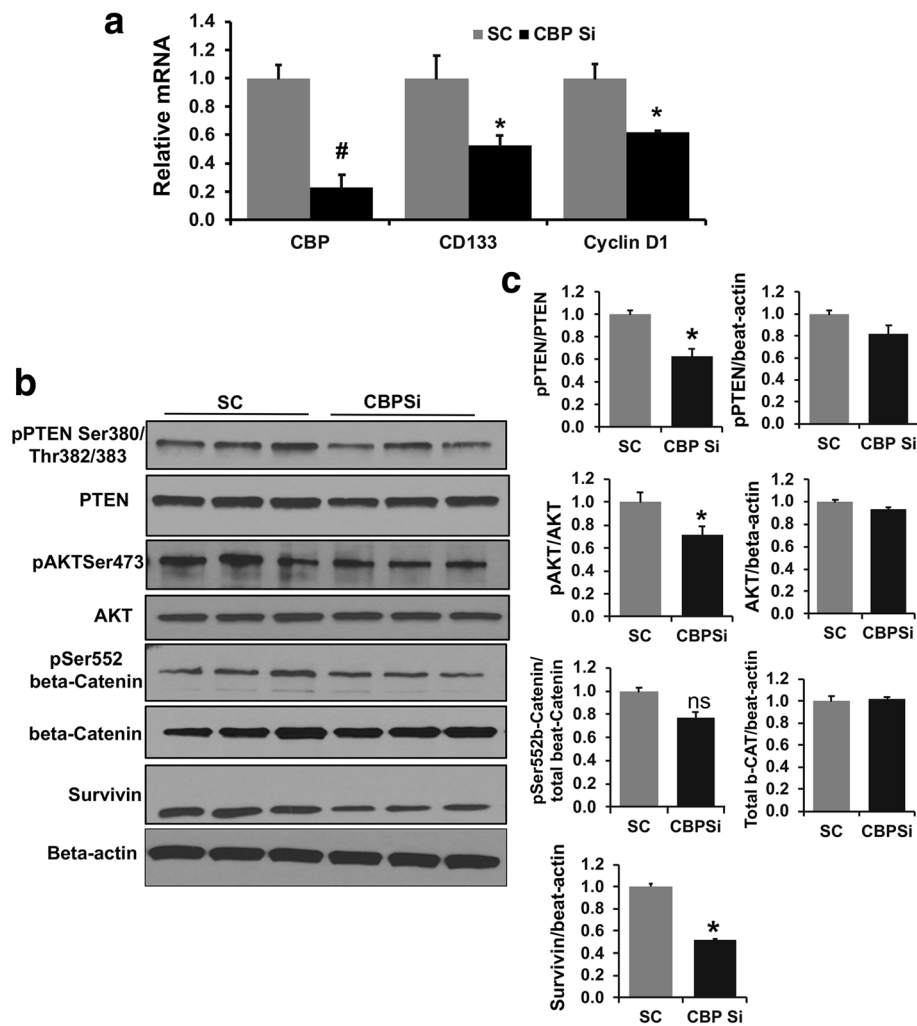 a
Relative mRNA
1.4
1.2
1.0
0.8
0.6
0.4
0.2
0.0
SC CBP Si
#
*
*
CBP CD133 Cyclin D1
b
SC CBPSi
pPTEN Ser380/
Thr382/383
PTEN
pAKTSer473
AKT
pSer552
beta-Catenin
beta-Catenin
Survivin
Beta-actin
c
pPTEN/PTEN
1.2
1.0
0.8
0.6
0.4
0.2
0.0
*
SC CBP Si
pPTEN/beat-actin
1.2
1.0
0.8
0.6
0.4
0.2
0.0
SC CBP Si
pAKT/AKT
1.2
1.0
0.8
0.6
0.4
0.2
0.0
*
SC CBPSi
AKT/beta-actin
1.2
1.0
0.8
0.6
0.4
0.2
0.0
SC CBPSi
pSer552b-Catenin/
total beat-Catenin
1.2
1.0
0.8
0.6
0.4
0.2
0.0
ns
SC CBPSi
Total b-CAT/beat-actin
1.2
1.0
0.8
0.6
0.4
0.2
0.0
SC CBPSi
Survivin/beat-actin
1.2
1.0
0.8
0.6
0.4
0.2
0.0
*
SC CBP Si